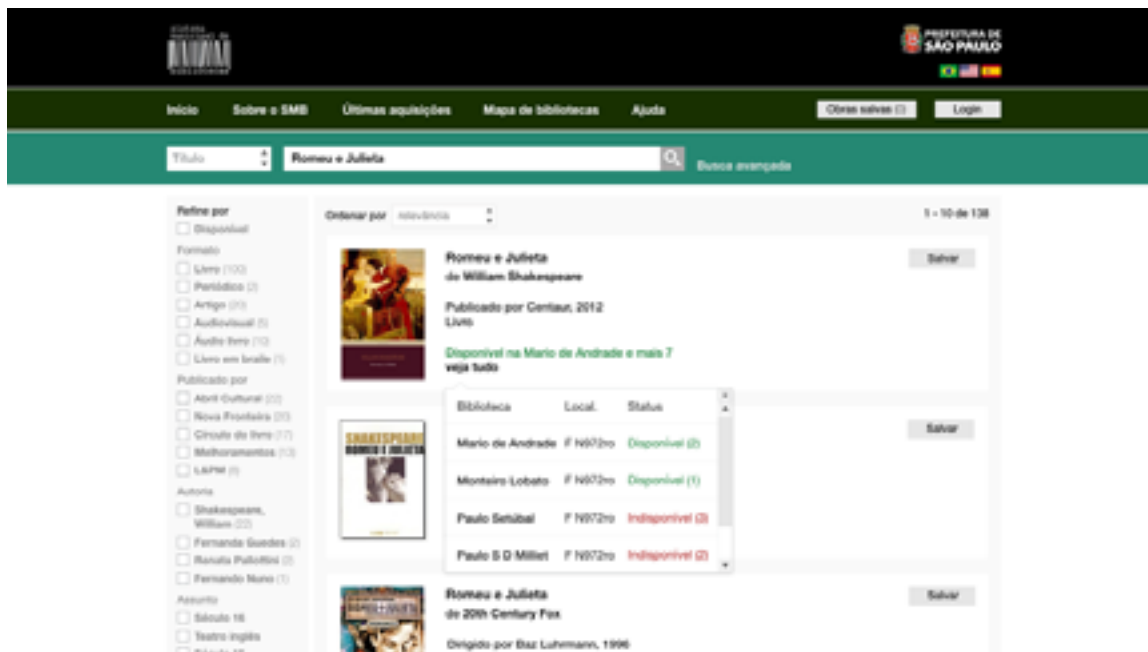 PREFEITURA DE
SÃO PAULO
Início Sobre o SMB Últimas aquisições Mapa de bibliotecas Ajuda Obras salvas Login
Título Romeu e Julieta Busca avançada
Refine por
Disponível
Formato
Livro (100)
Periódico (2)
Artigo (20)
Audiovisual (5)
Áudio livro (10)
Livro em braile (1)
Publicado por
Abril Cultural (22)
Nova Fronteira (20)
Círculo do livro (17)
Melhoramentos (13)
L&PM
Autoria
Shakespeare,
William (22)
Fernanda Guedes (2)
Renata Pallottini (2)
Fernando Nuno (1)
Assunto
Século 16
Teatro inglês
Ordenar por relevância 1 - 10 de 138
Romeu e Julieta
de William Shakespeare
Publicado por Centaur, 2012
Livro
Disponível na Mario de Andrade e mais 7
veja tudo
Salvar
Biblioteca Local. Status
Mario de Andrade F N972ro Disponível (2)
Monteiro Lobato F N972ro Disponível (1)
Paulo Setúbal F N972ro Indisponível
Paulo S D Milliet F N972ro Indisponível (2)
SHAKESPEARE
ROMEU E JULIETA
Salvar
Romeu e Julieta
de 20th Century Fox
Dirigido por Baz Luhrmann, 1996
Salvar